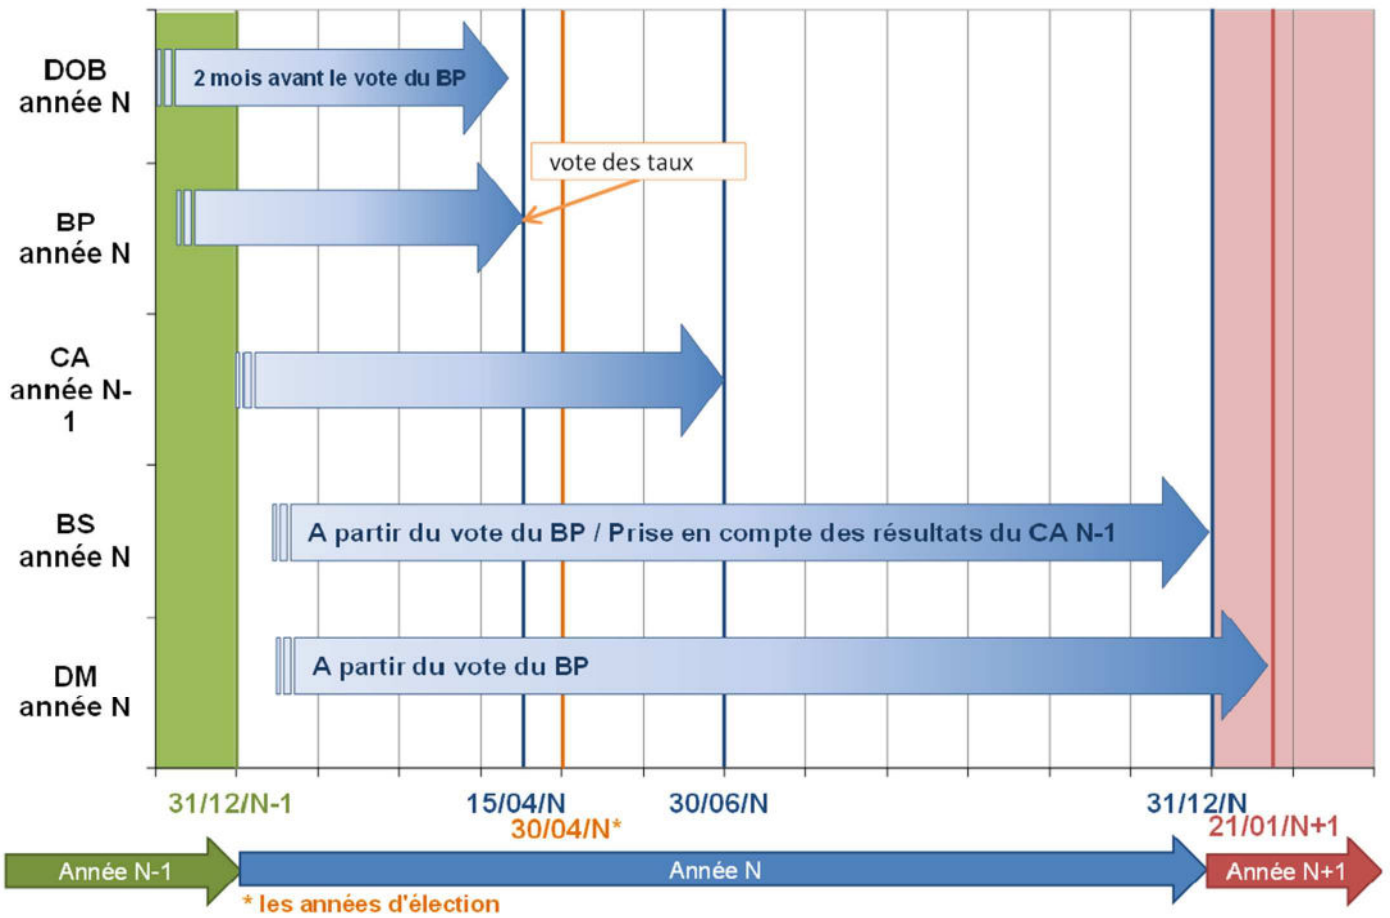 DOB
année N
2 mois avant le vote du BP
vote des taux
BP
année N
CA
année N-
1
BS
année N
A partir du vote du BP / Prise en compte des résultats du CA N-1
DM
année N
A partir du vote du BP
31/12/N-1
15/04/N
30/06/N
31/12/N
30/04/N*
21/01/N+1
Année N-1
Année N
Année N+1
* les années d'élection